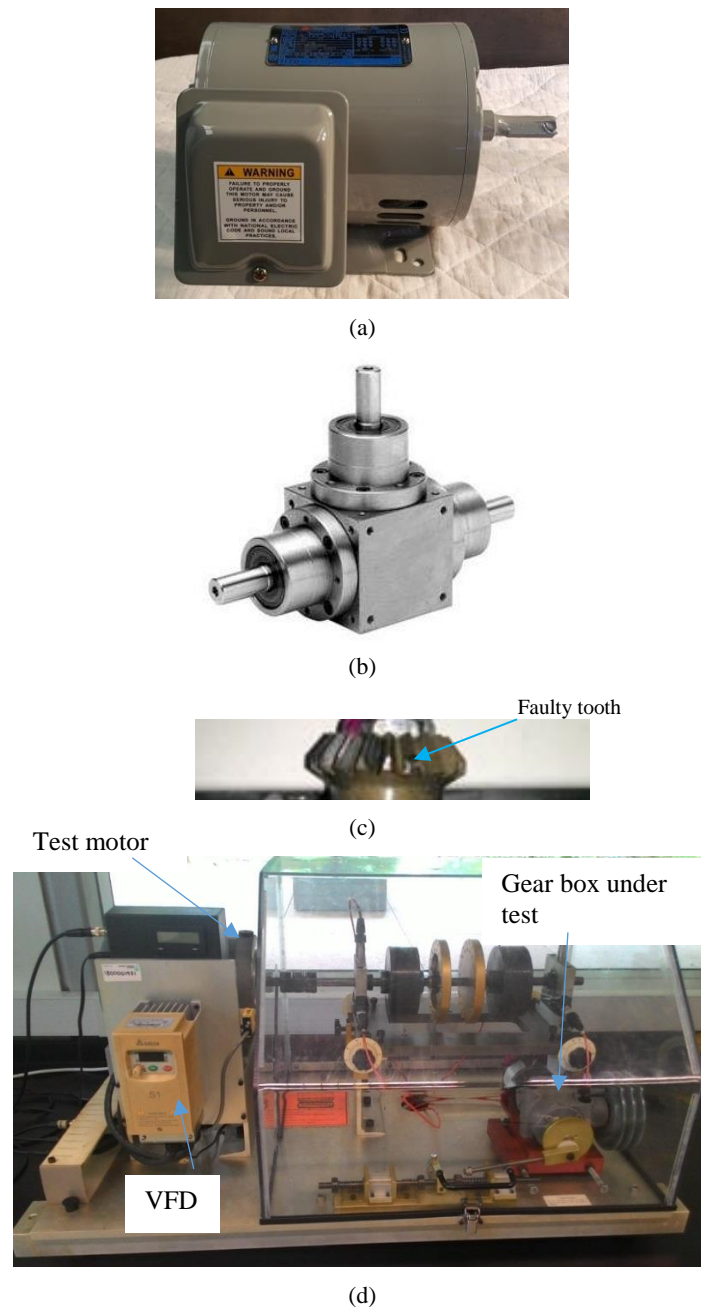 WARNING
FAILURE TO PROPERLY
OPERATE AND GROUND
THIS MOTOR MAY CAUSE
SERIOUS INJURY TO
PROPERTY AND/OR
PERSONNEL.
GROUND IN ACCORDANCE
WITH NATIONAL ELECTRIC
CODE AND SOUND LOCAL
PRACTICES.
(a)
(b)
Faulty tooth
(c)
Test motor
Gear box under
test
S1
VFD
(d)